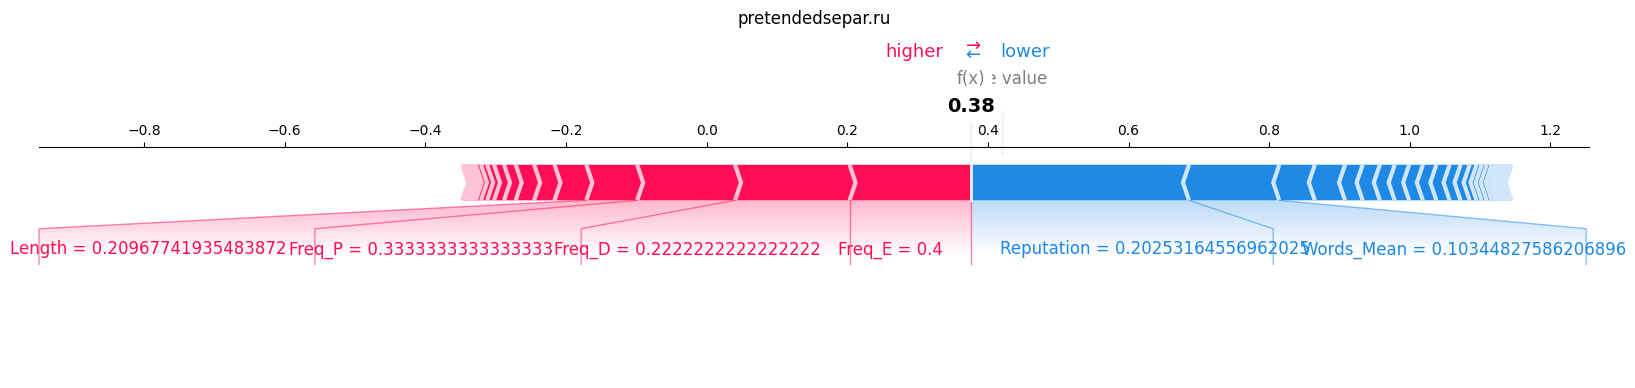 pretendedsepar.ru
higher ⇄ lower
f(x) e value
0.38
−0.8 −0.6 −0.4 −0.2 0.0 0.2 0.4 0.6 0.8 1.0 1.2
Length = 0.20967741935483872 Freq_P = 0.3333333333333333 Freq_D = 0.2222222222222222 Freq_E = 0.4 Reputation = 0.20253164556962025 Words_Mean = 0.10344827586206896